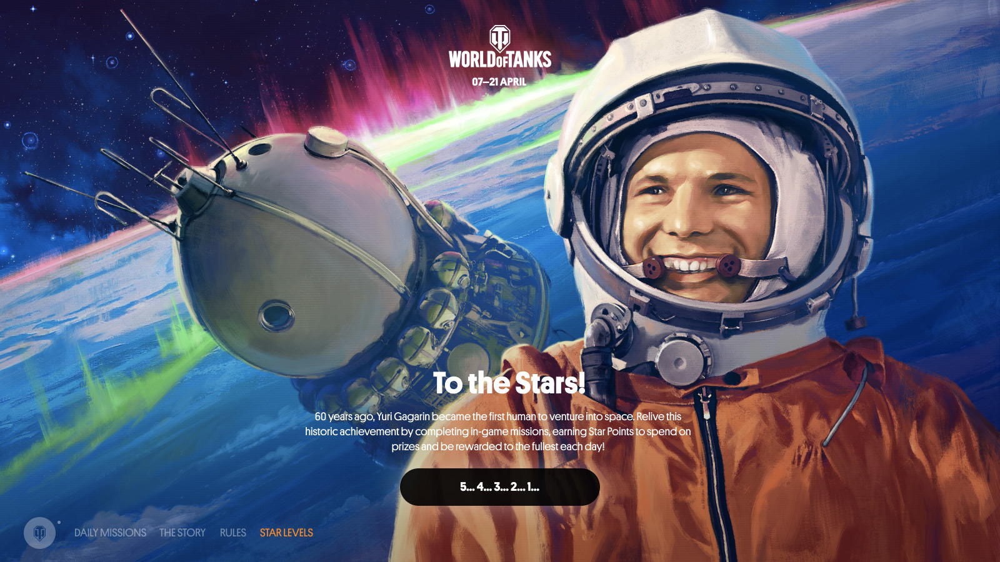 WORLD OF TANKS
07–21 APRIL
To the Stars!
60 years ago, Yuri Gagarin became the first human to venture into space. Relive this
historic achievement by completing in-game missions, earning Star Points to spend on
prizes and be rewarded to the fullest each day!
5... 4... 3... 2... 1...
DAILY MISSIONS THE STORY RULES STAR LEVELS